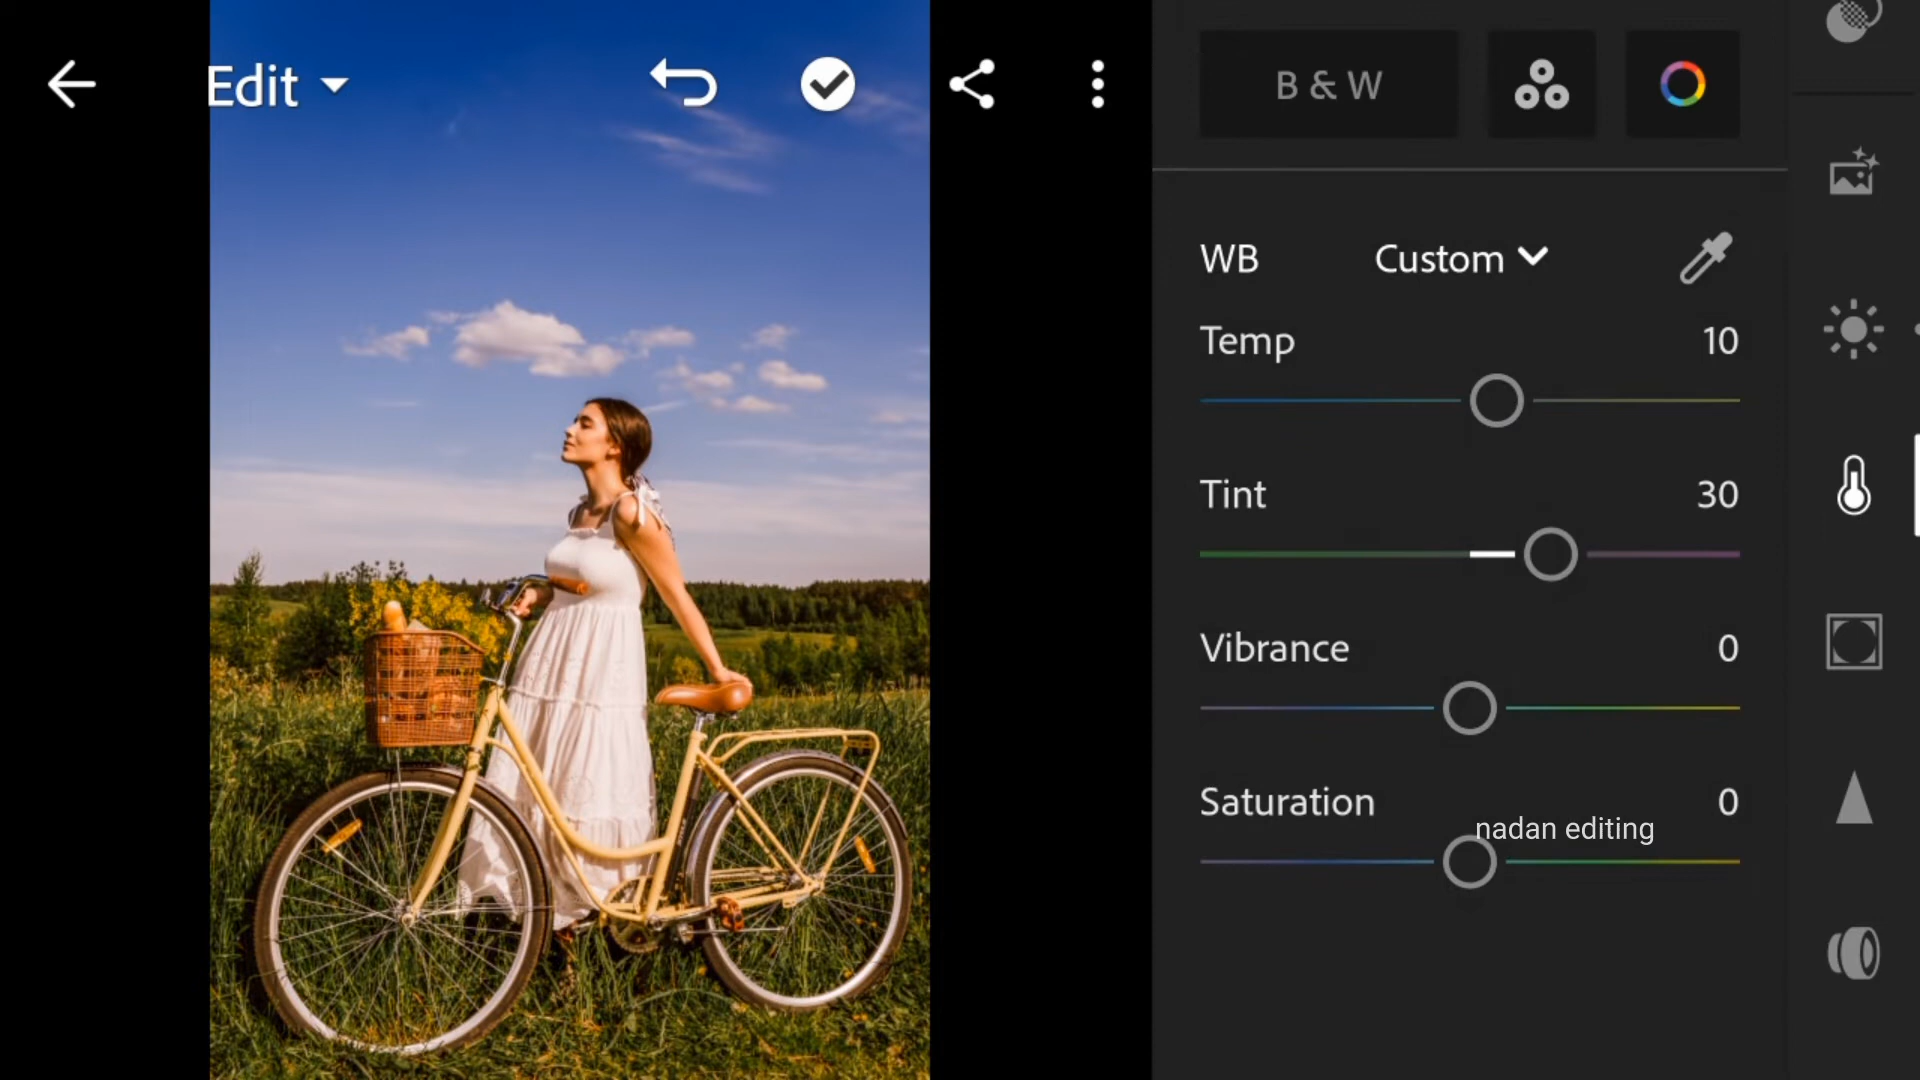 Edit
B & W
WB Custom
Temp 10
Tint 30
Vibrance 0
Saturation 0
nadan editing